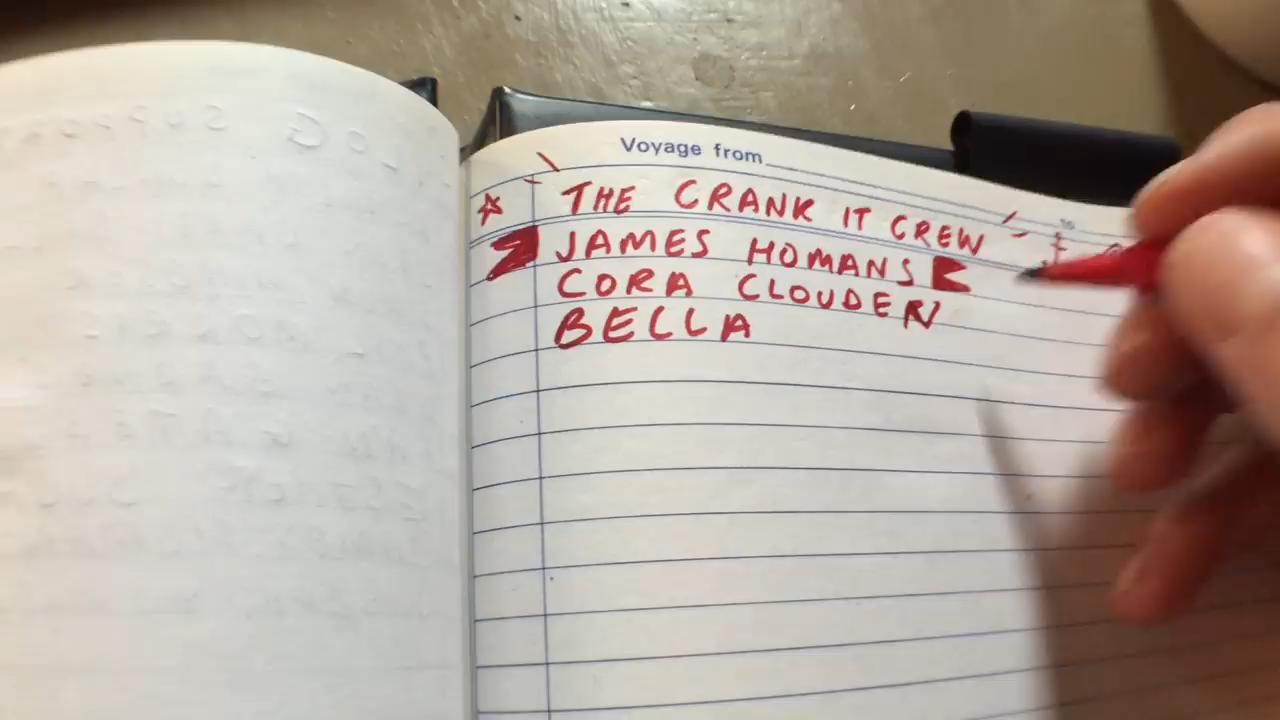 Voyage from
THE CRANK IT CREW
JAMES HOMANS
CORA CLOUDEN
BELLA